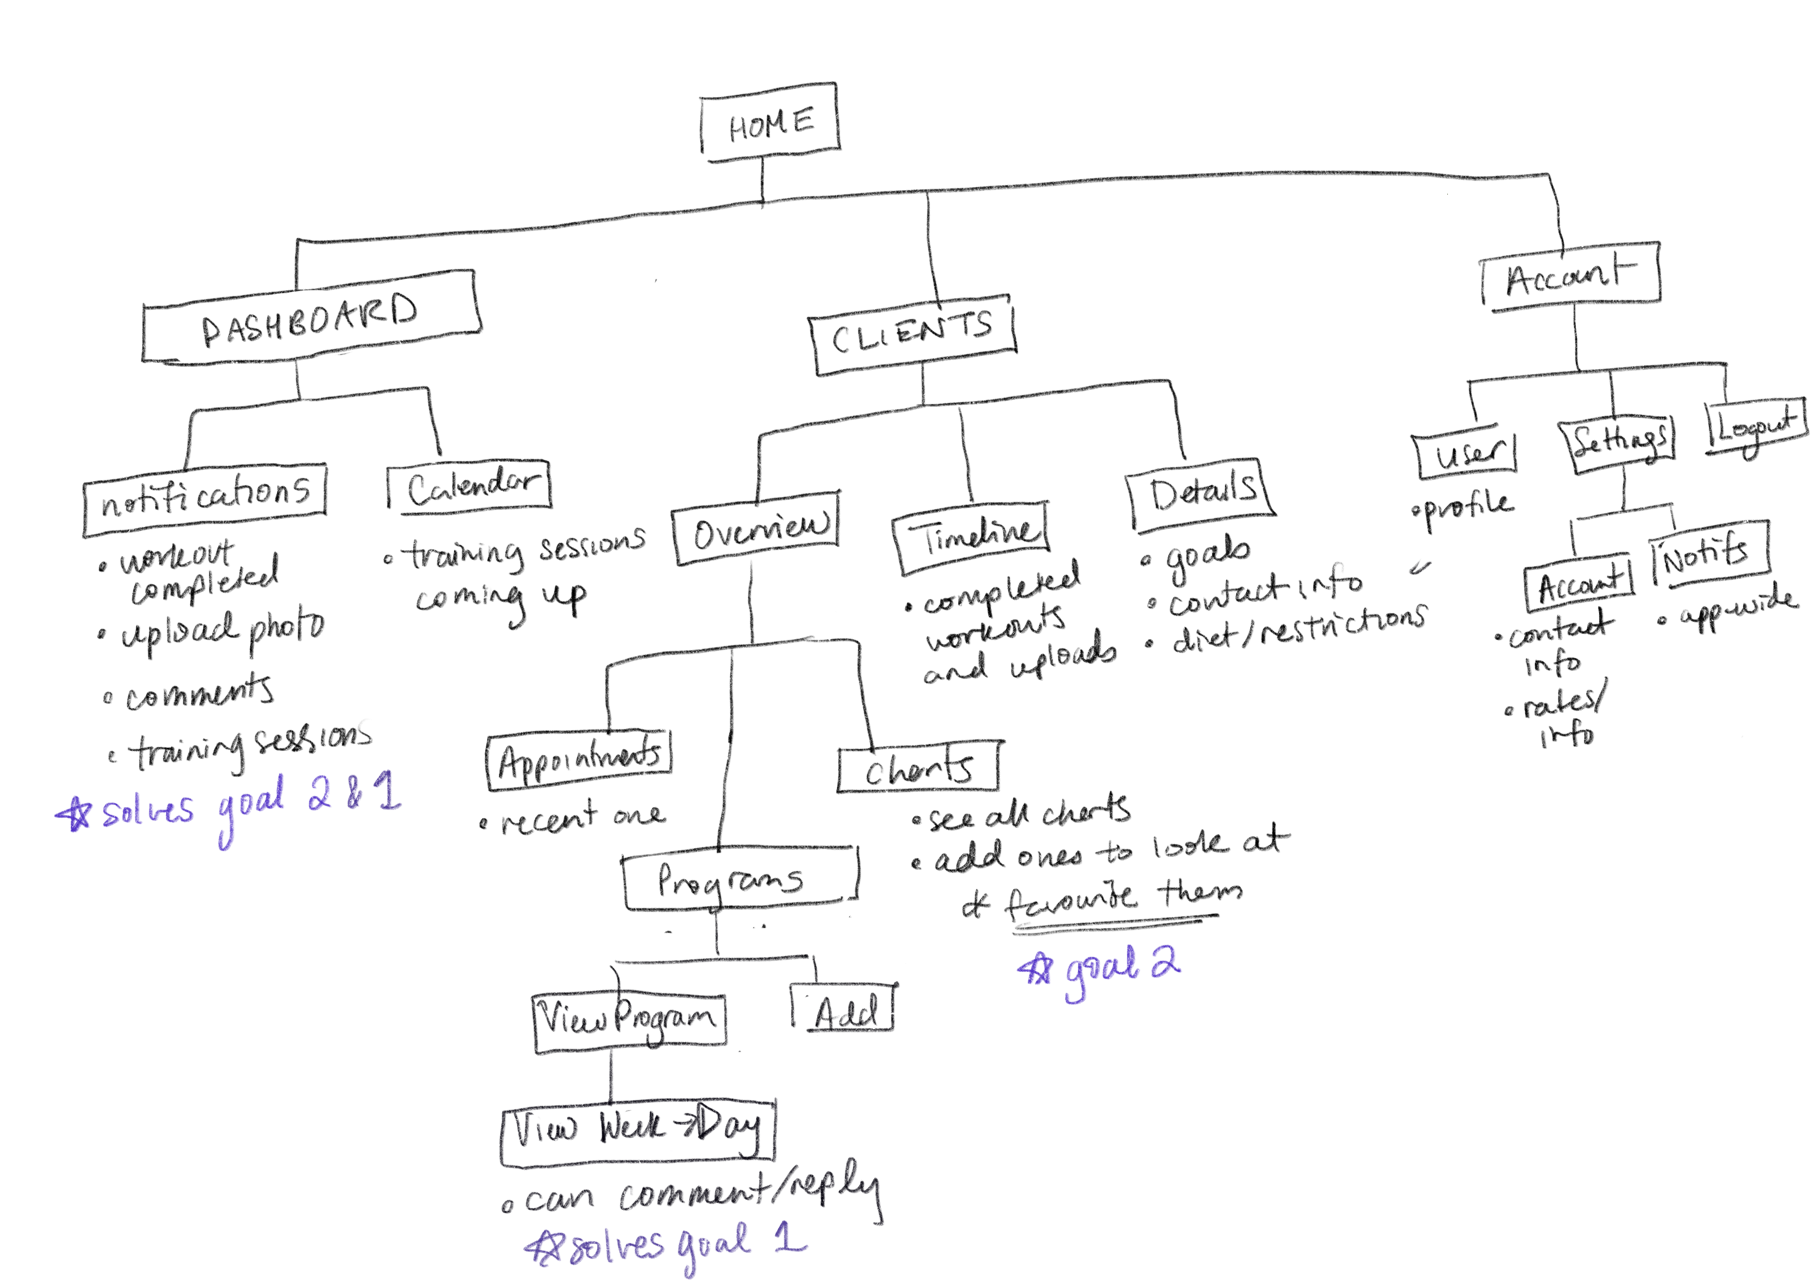 HOME
DASHBOARD
CLIENTS
Account
notifications
• workout
completed
• upload photo
• comments
• training sessions
☆ solves goal 2 & 1
Calendar
• training sessions
coming up
Overview
Timeline
• completed
workouts
and uploads
Details
• goals
• contact info
• diet/restrictions
User
• profile
Settings
Logout
Account
• contact
info
• rates/
info
Notifs
• app-wide
Appointments
• recent one
Charts
• see all charts
• add ones to look at
* favourite them
☆ goal 2
Programs
View Program
Add
View Week → Day
• can comment/reply
☆ solves goal 1